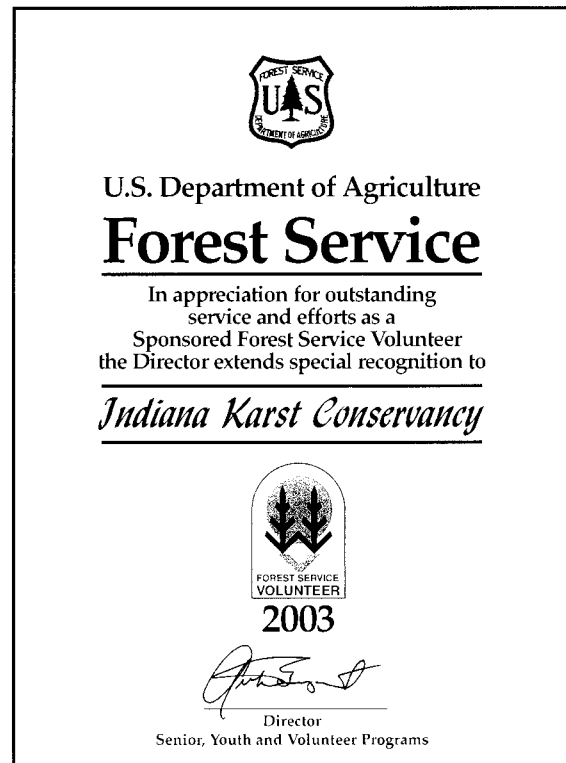 FOREST SERVICE
U S
DEPARTMENT OF AGRICULTURE
U.S. Department of Agriculture
Forest Service
In appreciation for outstanding
service and efforts as a
Sponsored Forest Service Volunteer
the Director extends special recognition to
Indiana Karst Conservancy
FOREST SERVICE
VOLUNTEER
2003
Director
Senior, Youth and Volunteer Programs